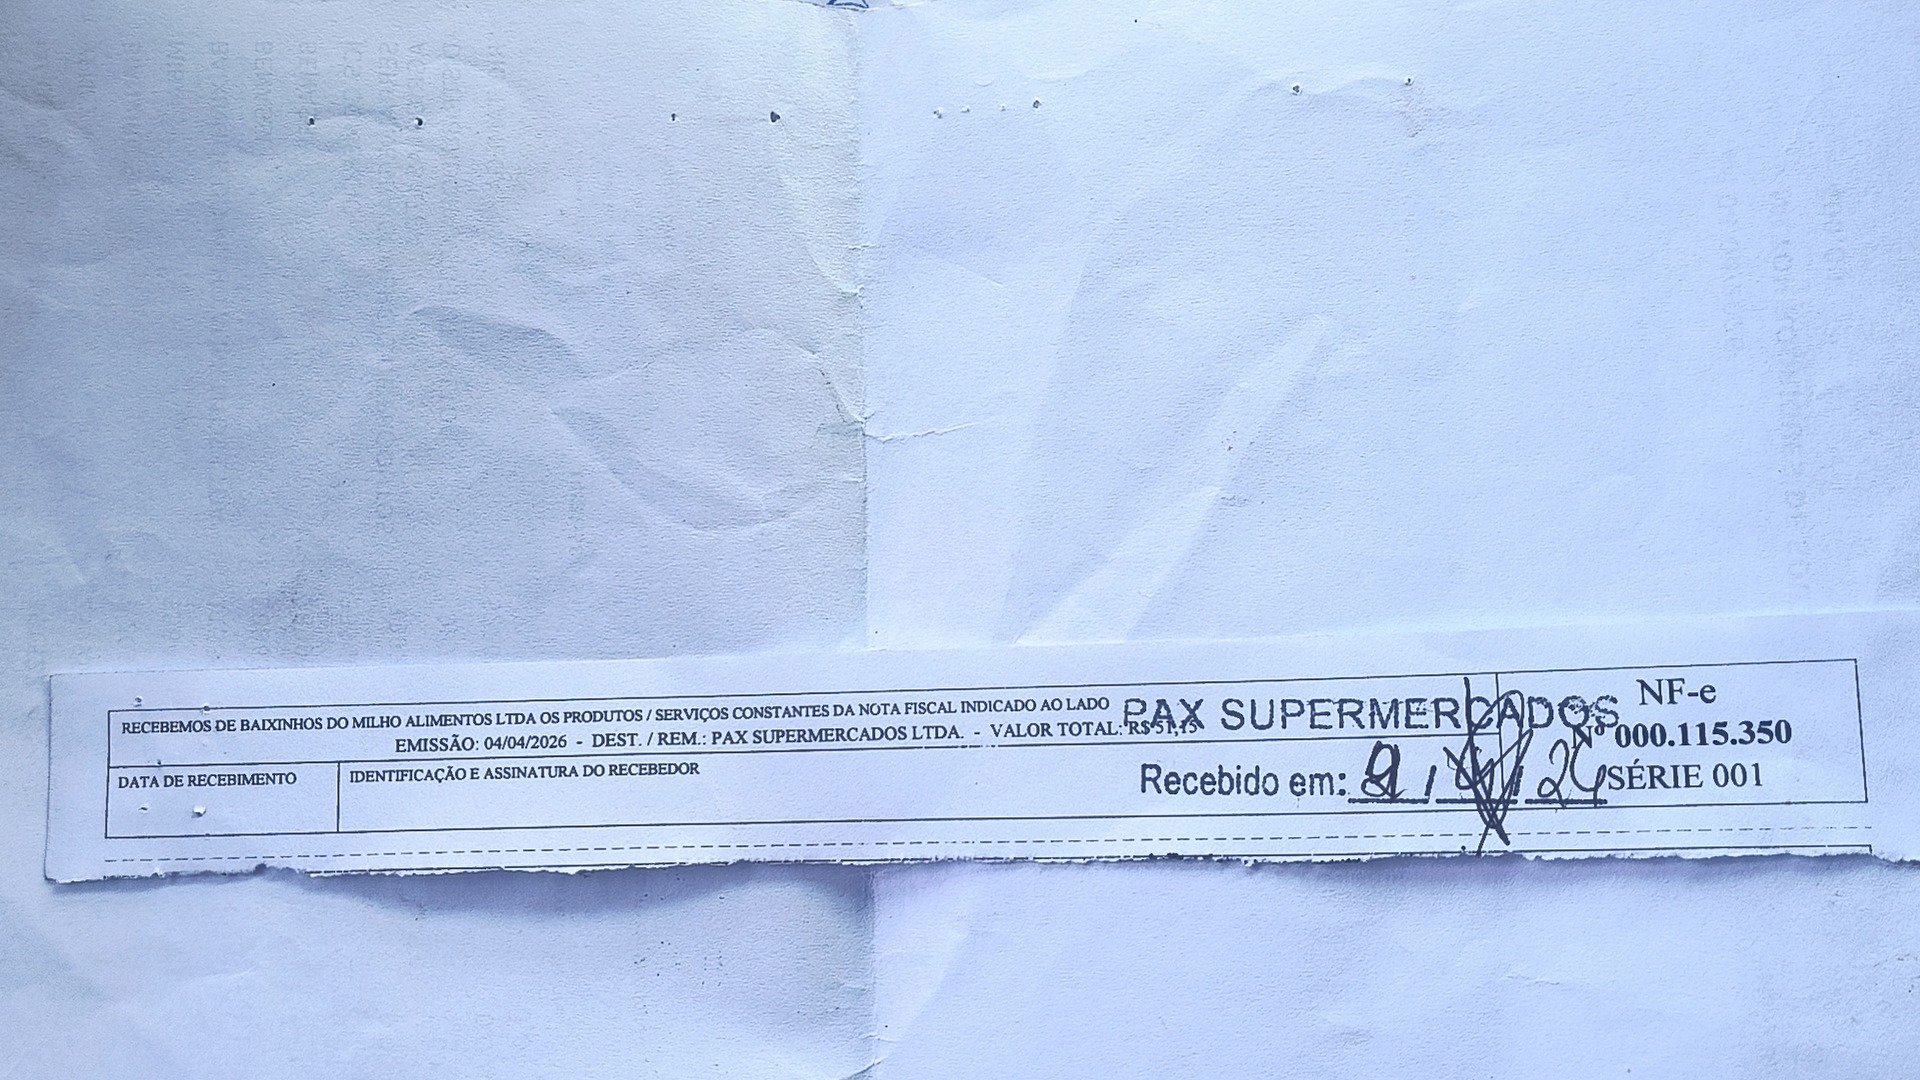 RECEBEMOS DE BAIXINHOS DO MILHO ALIMENTOS LTDA OS PRODUTOS / SERVIÇOS CONSTANTES DA NOTA FISCAL INDICADO AO LADO
EMISSÃO: 04/04/2026 - DEST. / REM.: PAX SUPERMERCADOS LTDA. - VALOR TOTAL: R$ 51,15
DATA DE RECEBIMENTO
IDENTIFICAÇÃO E ASSINATURA DO RECEBEDOR
PAX SUPERMERCADOS
Recebido em:
NF-e
Nº 000.115.350
SÉRIE 001